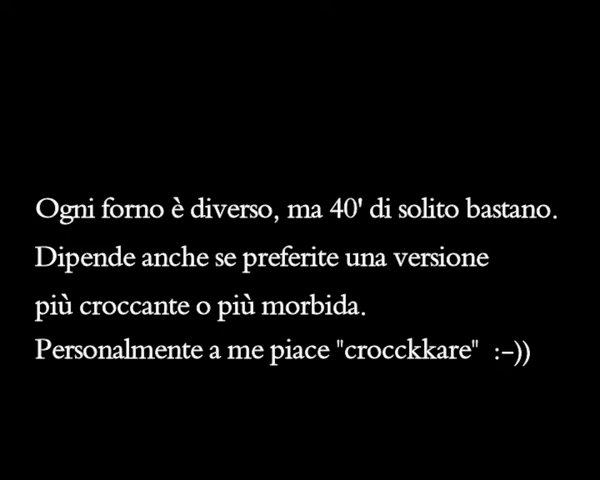 Ogni forno è diverso, ma 40' di solito bastano.
Dipende anche se preferite una versione
più croccante o più morbida.
Personalmente a me piace "crocckkare"  :-))